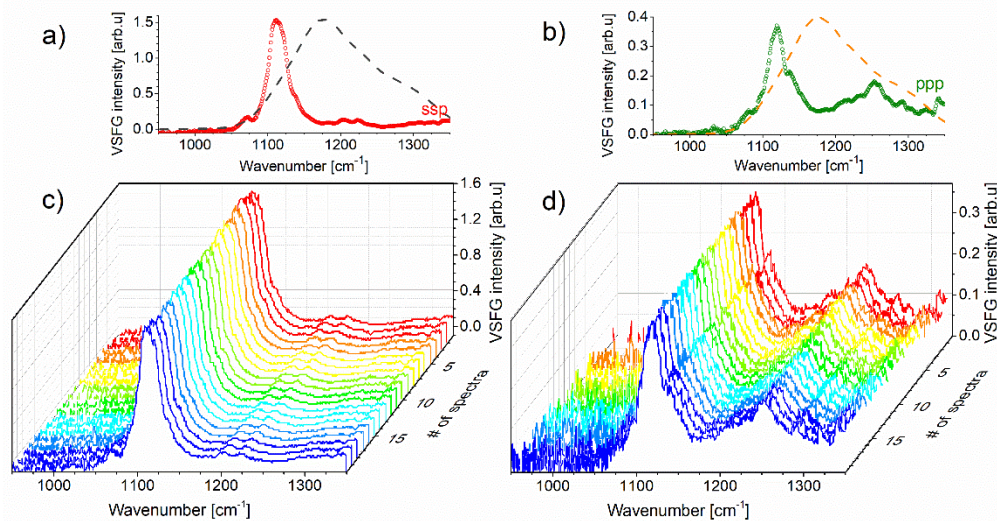 a)
VSFG intensity [arb.u]
1.5
1.0
0.5
0.0
ssp
1000
1100
1200
1300
Wavenumber [cm⁻¹]
b)
VSFG intensity [arb.u]
0.4
0.3
0.2
0.1
0.0
ppp
1000
1100
1200
1300
Wavenumber [cm⁻¹]
c)
1.6
1.2
0.8
0.4
0.0
VSFG intensity [arb.u]
5
10
15
# of spectra
1000
1100
1200
1300
Wavenumber [cm⁻¹]
d)
0.3
0.2
0.1
0.0
VSFG intensity [arb.u]
5
10
15
# of spectra
1000
1100
1200
1300
Wavenumber [cm⁻¹]